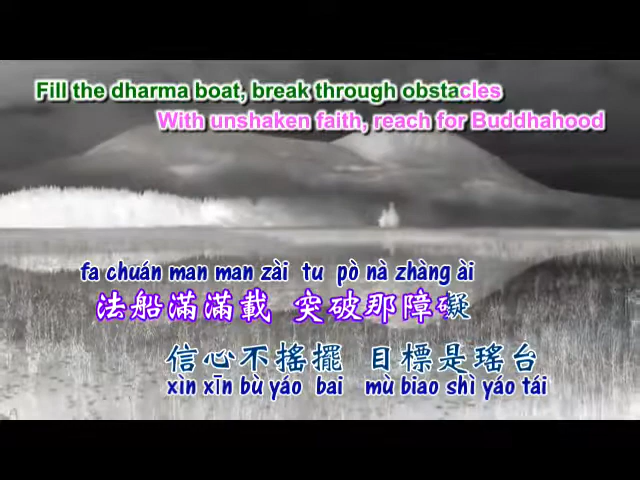 Fill the dharma boat, break through obstacles
With unshaken faith, reach for Buddhahood
fa chuán man man zài tu pò nà zhàng ài
法船滿滿載 突破那障礙
信心不搖擺 目標是瑤台
xìn xīn bù yáo bai mù biao shì yáo tái